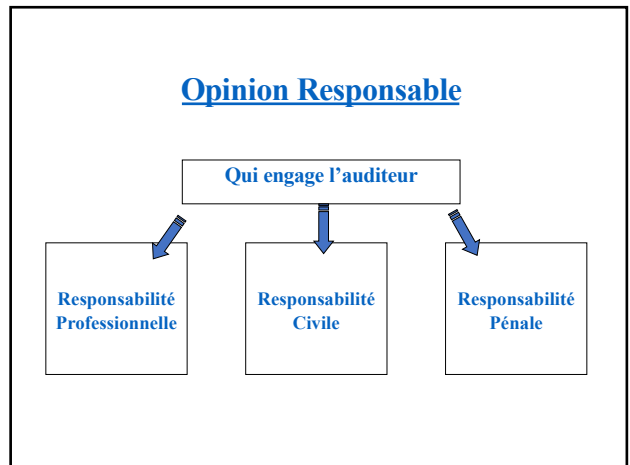 Opinion Responsable
Qui engage l’auditeur
Responsabilité
Professionnelle
Responsabilité
Civile
Responsabilité
Pénale